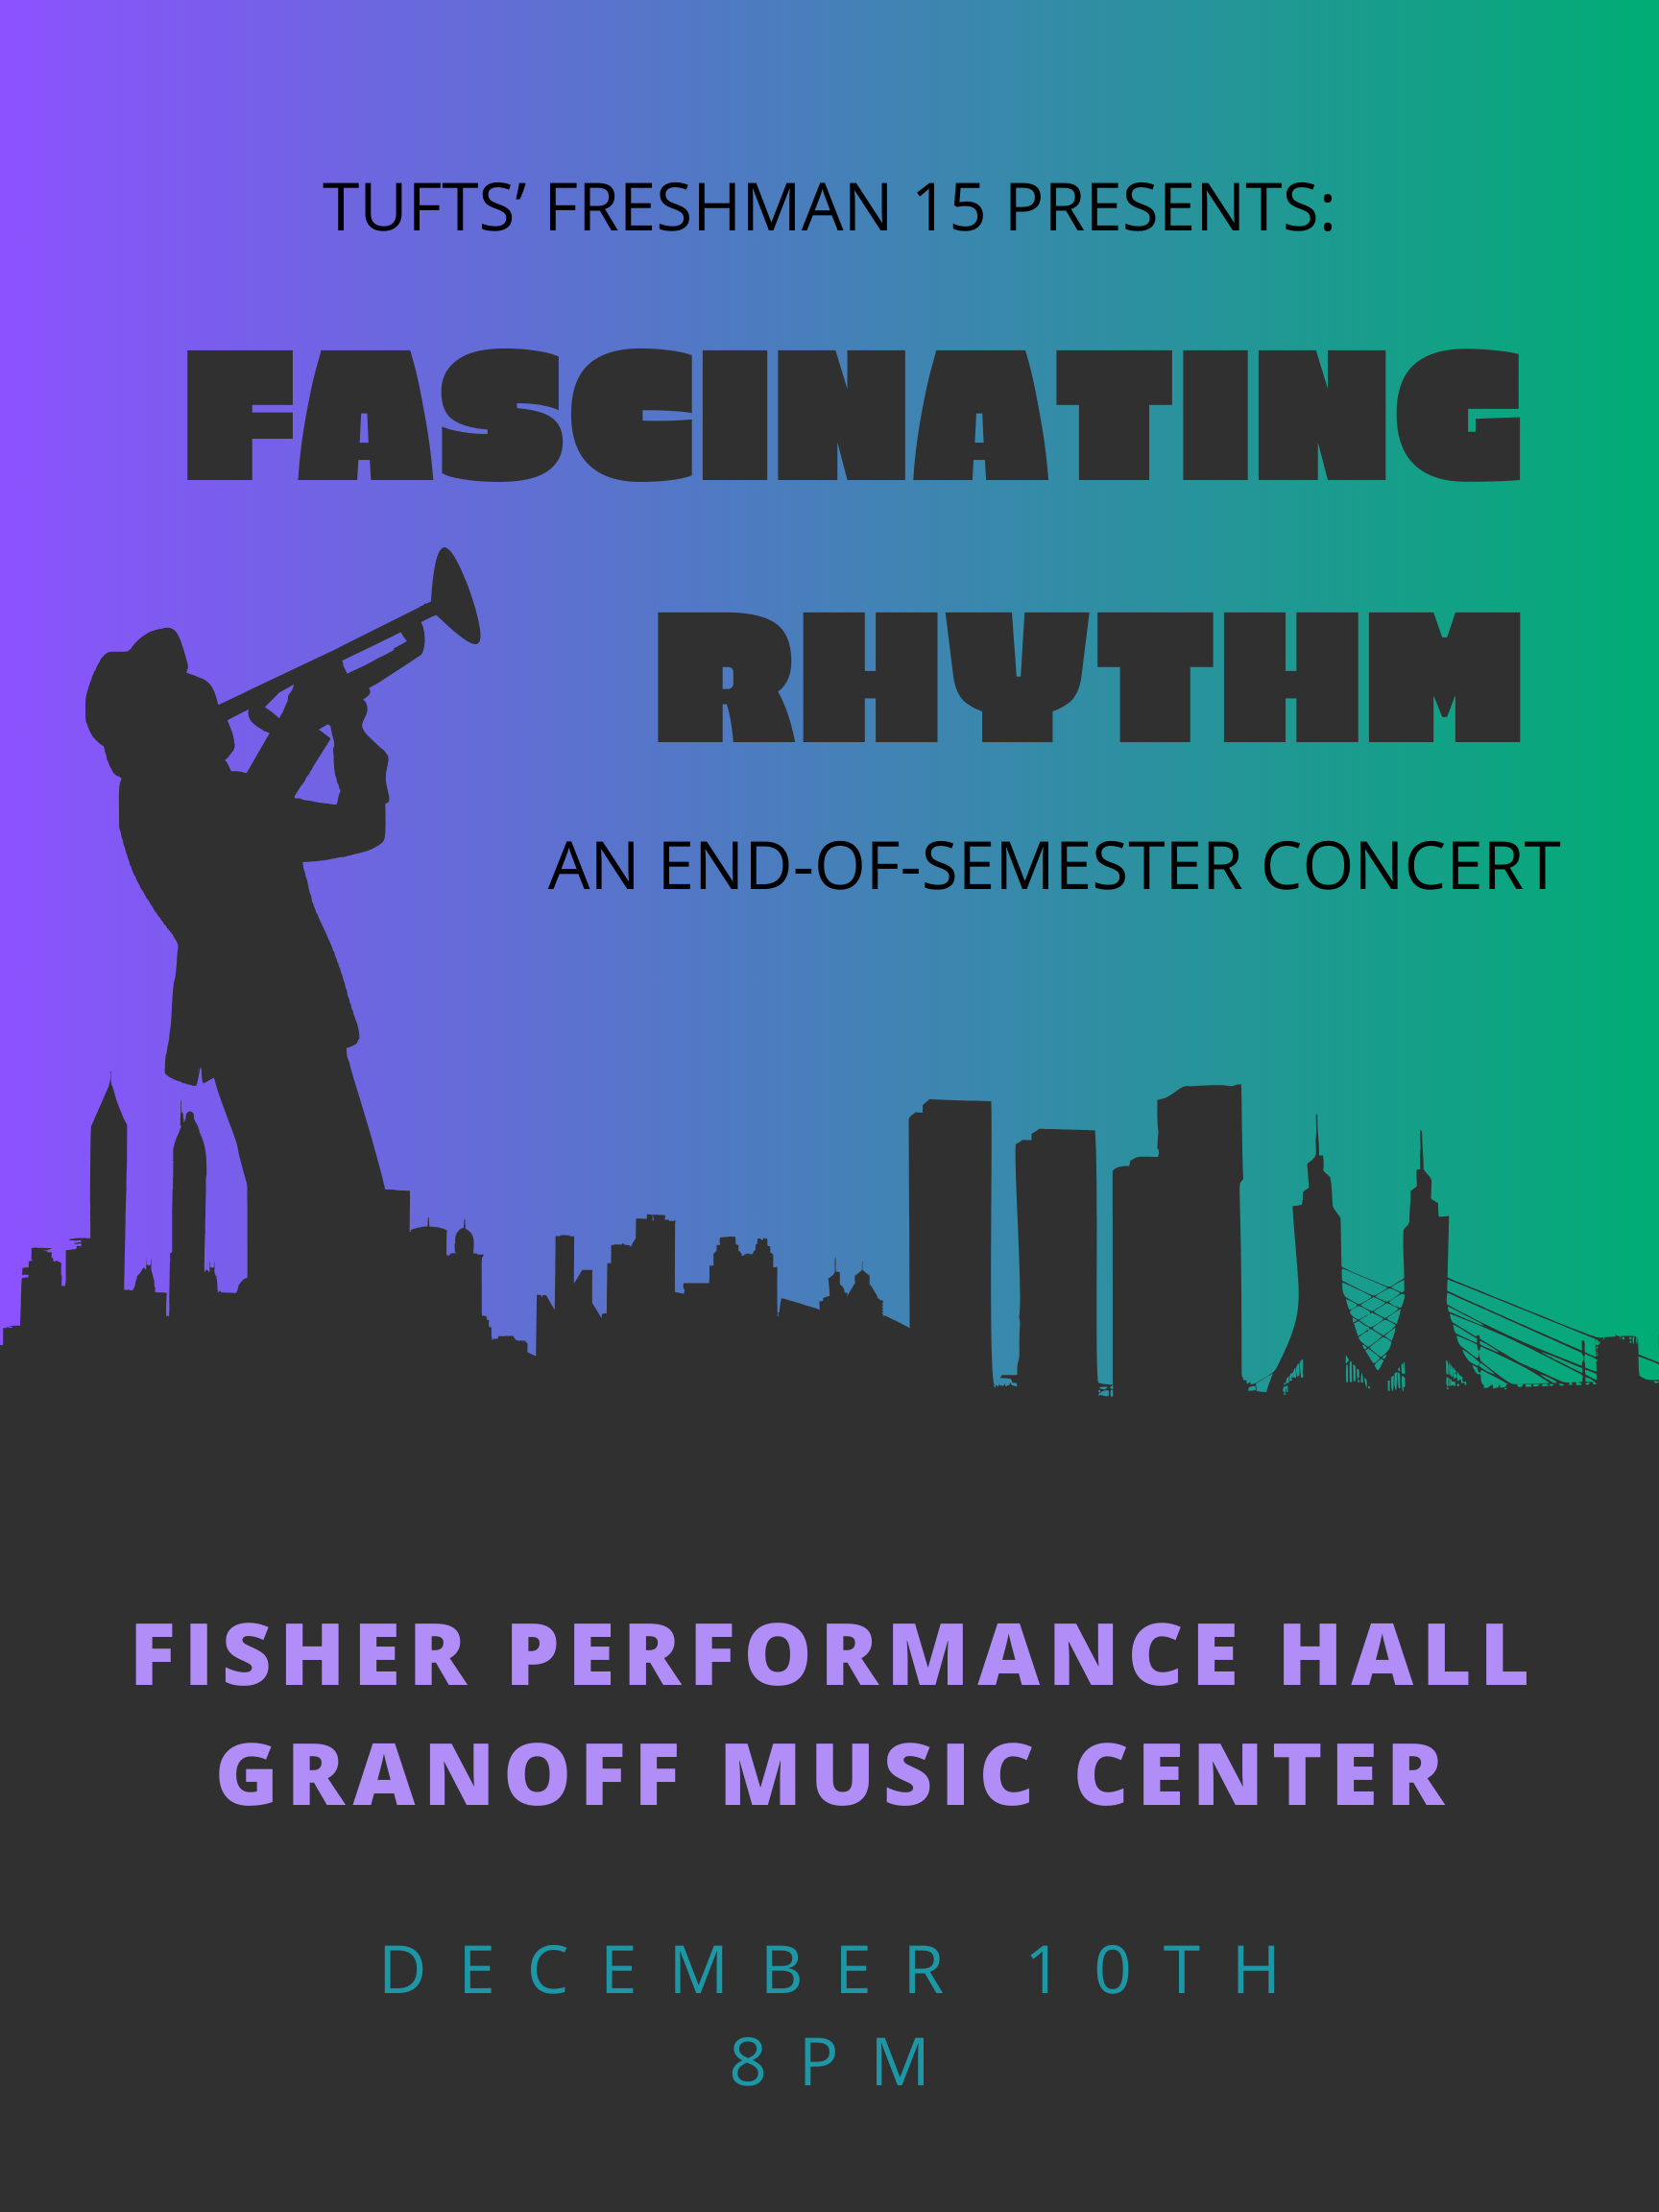 TUFTS’ FRESHMAN 15 PRESENTS:
FASCINATING
RHYTHM
AN END-OF-SEMESTER CONCERT
FISHER PERFORMANCE HALL
GRANOFF MUSIC CENTER
DECEMBER 10TH
8PM